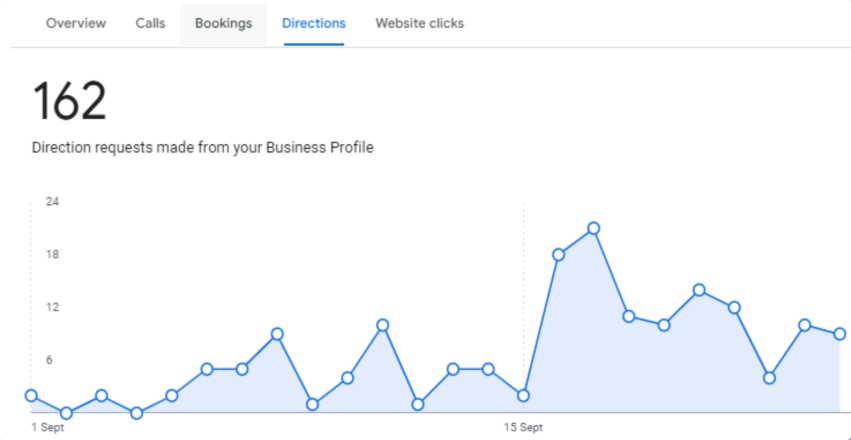 Overview Calls Bookings Directions Website clicks
162
Direction requests made from your Business Profile
24
18
12
6
1 Sept 15 Sept